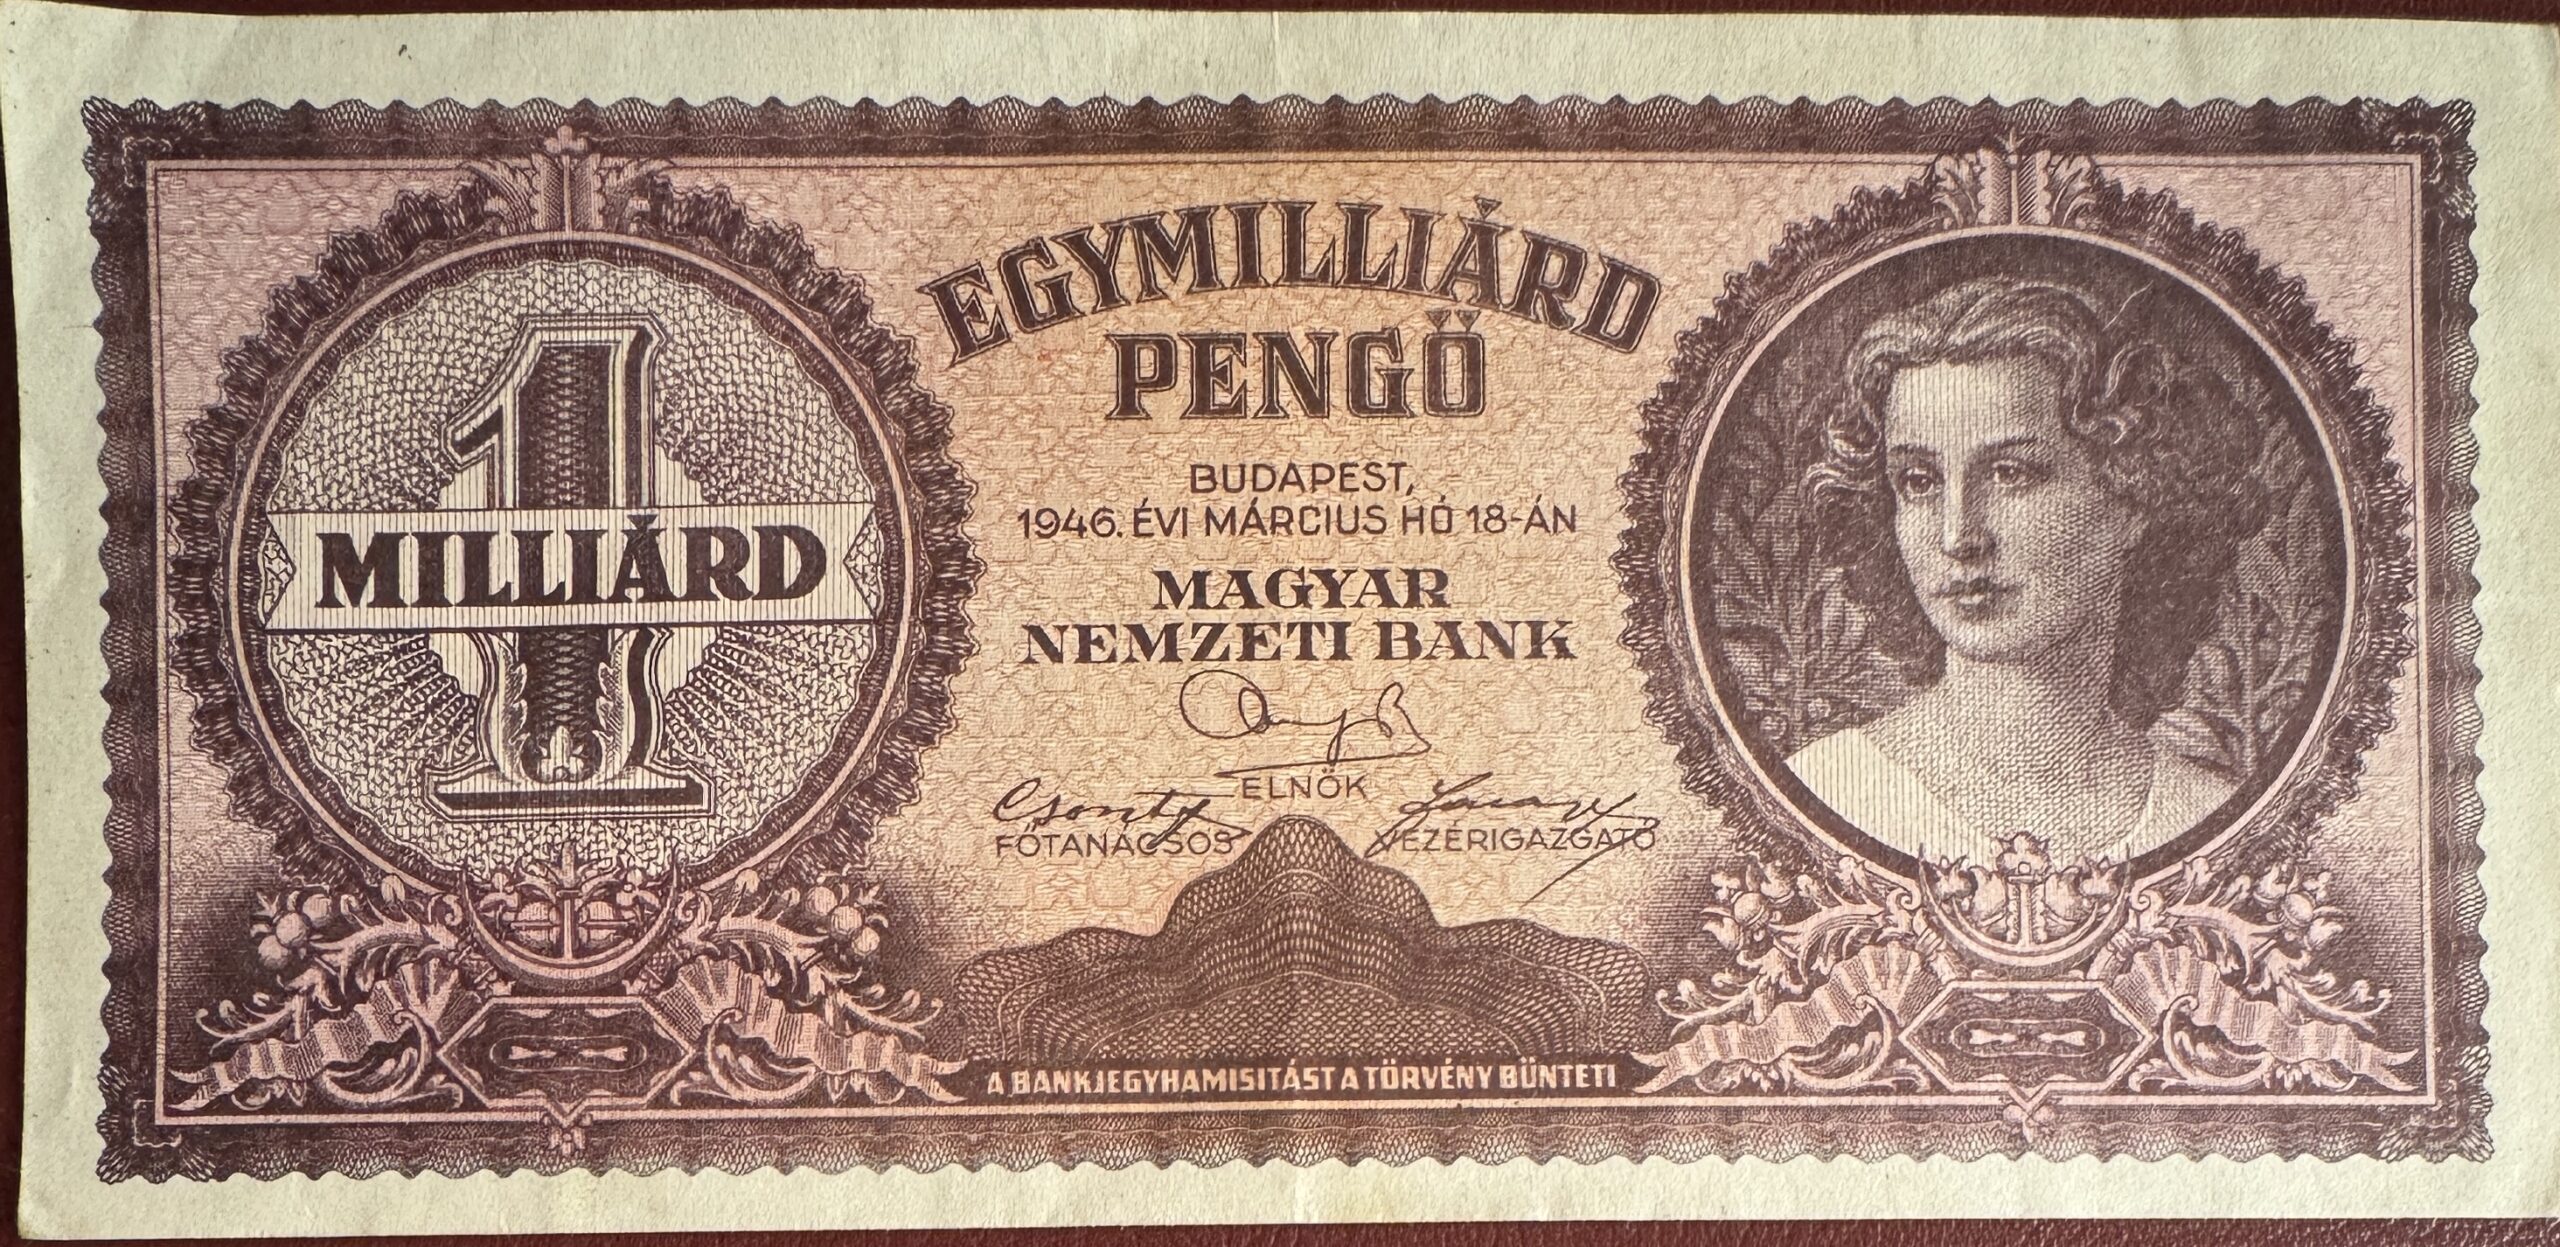 EGYMILLIÁRD
PENGŐ
1
MILLIÁRD
BUDAPEST,
1946. ÉVI MÁRCIUS HÓ 18-ÁN
MAGYAR
NEMZETI BANK
ELNÖK
FŐTANÁCSOS
VEZÉRIGAZGATÓ
A BANKJEGYHAMISITÁST A TÖRVÉNY BÜNTETI